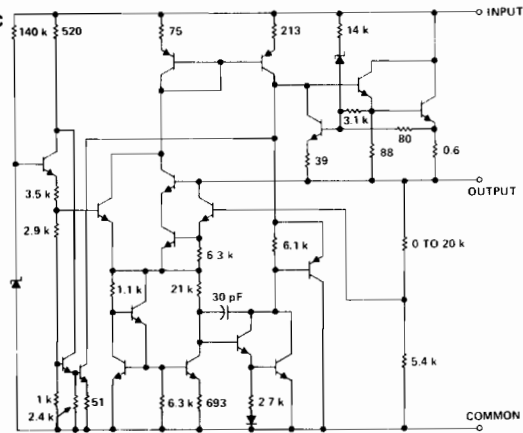 c
INPUT
140 k
520
75
213
14 k
3.1 k
80
39
88
0.6
3.5 k
OUTPUT
2.9 k
6 3 k
6.1 k
0 TO 20 k
1.1 k
21 k
30 pF
5.4 k
1 k
2.4 k
51
6.3 k
693
2 7 k
COMMON